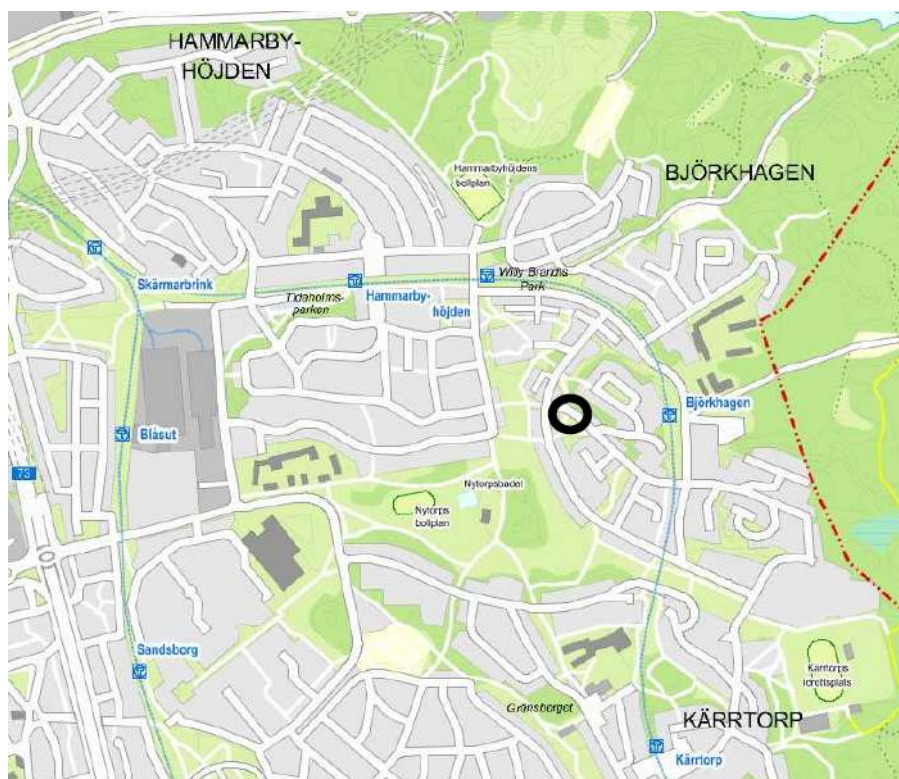 HAMMARBY-
HÖJDEN
BJÖRKHAGEN
Hammarbyhöjdens
bollplan
Skärmarbrink
Tidaholms-
parken
Hammarby-
höjden
Willy Brandts
Park
Björkhagen
Blåsut
73
Nytorpsbadet
Nytorps
bollplan
Sandsborg
Kärrtorps
idrottsplats
Gränsberget
KÄRRTORP
Kärrtorp